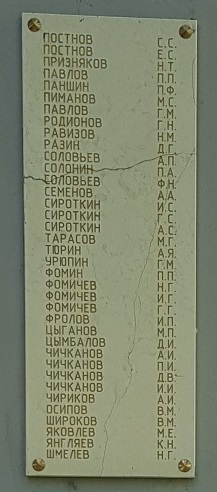 ПОСТНОВ С.С.
ПОСТНОВ Е.С.
ПРИЗНЯКОВ Н.Т.
ПАВЛОВ П.П.
ПАНШИН П.Ф.
ПИМАНОВ М.С.
ПАВЛОВ Г.М.
РОДИОНОВ Г.Н.
РАВИЗОВ Н.М.
РАЗИН Д.Г.
СОЛОВЬЕВ А.П.
СОЛОНИН П.А.
СОЛОВЬЕВ Ф.Н.
СЕМЕНОВ А.А.
СИРОТКИН И.С.
СИРОТКИН Г.С.
СИРОТКИН А.С.
ТАРАСОВ М.Г.
ТЮРИН А.Я.
УРЮПИН Г.М.
ФОМИН П.П.
ФОМИЧЕВ Н.Г.
ФОМИЧЕВ И.Г.
ФОМИЧЕВ Г.Г.
ФРОЛОВ И.П.
ЦЫГАНОВ М.П.
ЦЫМБАЛОВ Д.И.
ЧИЧКАНОВ А.И.
ЧИЧКАНОВ П.И.
ЧИЧКАНОВ Д.В.
ЧИЧКАНОВ И.И.
ЧИРИКОВ А.И.
ОСИПОВ В.М.
ШИРОКОВ В.М.
ЯКОВЛЕВ М.Е.
ЯНГЛЯЕВ К.Н.
ШМЕЛЕВ Н.Г.